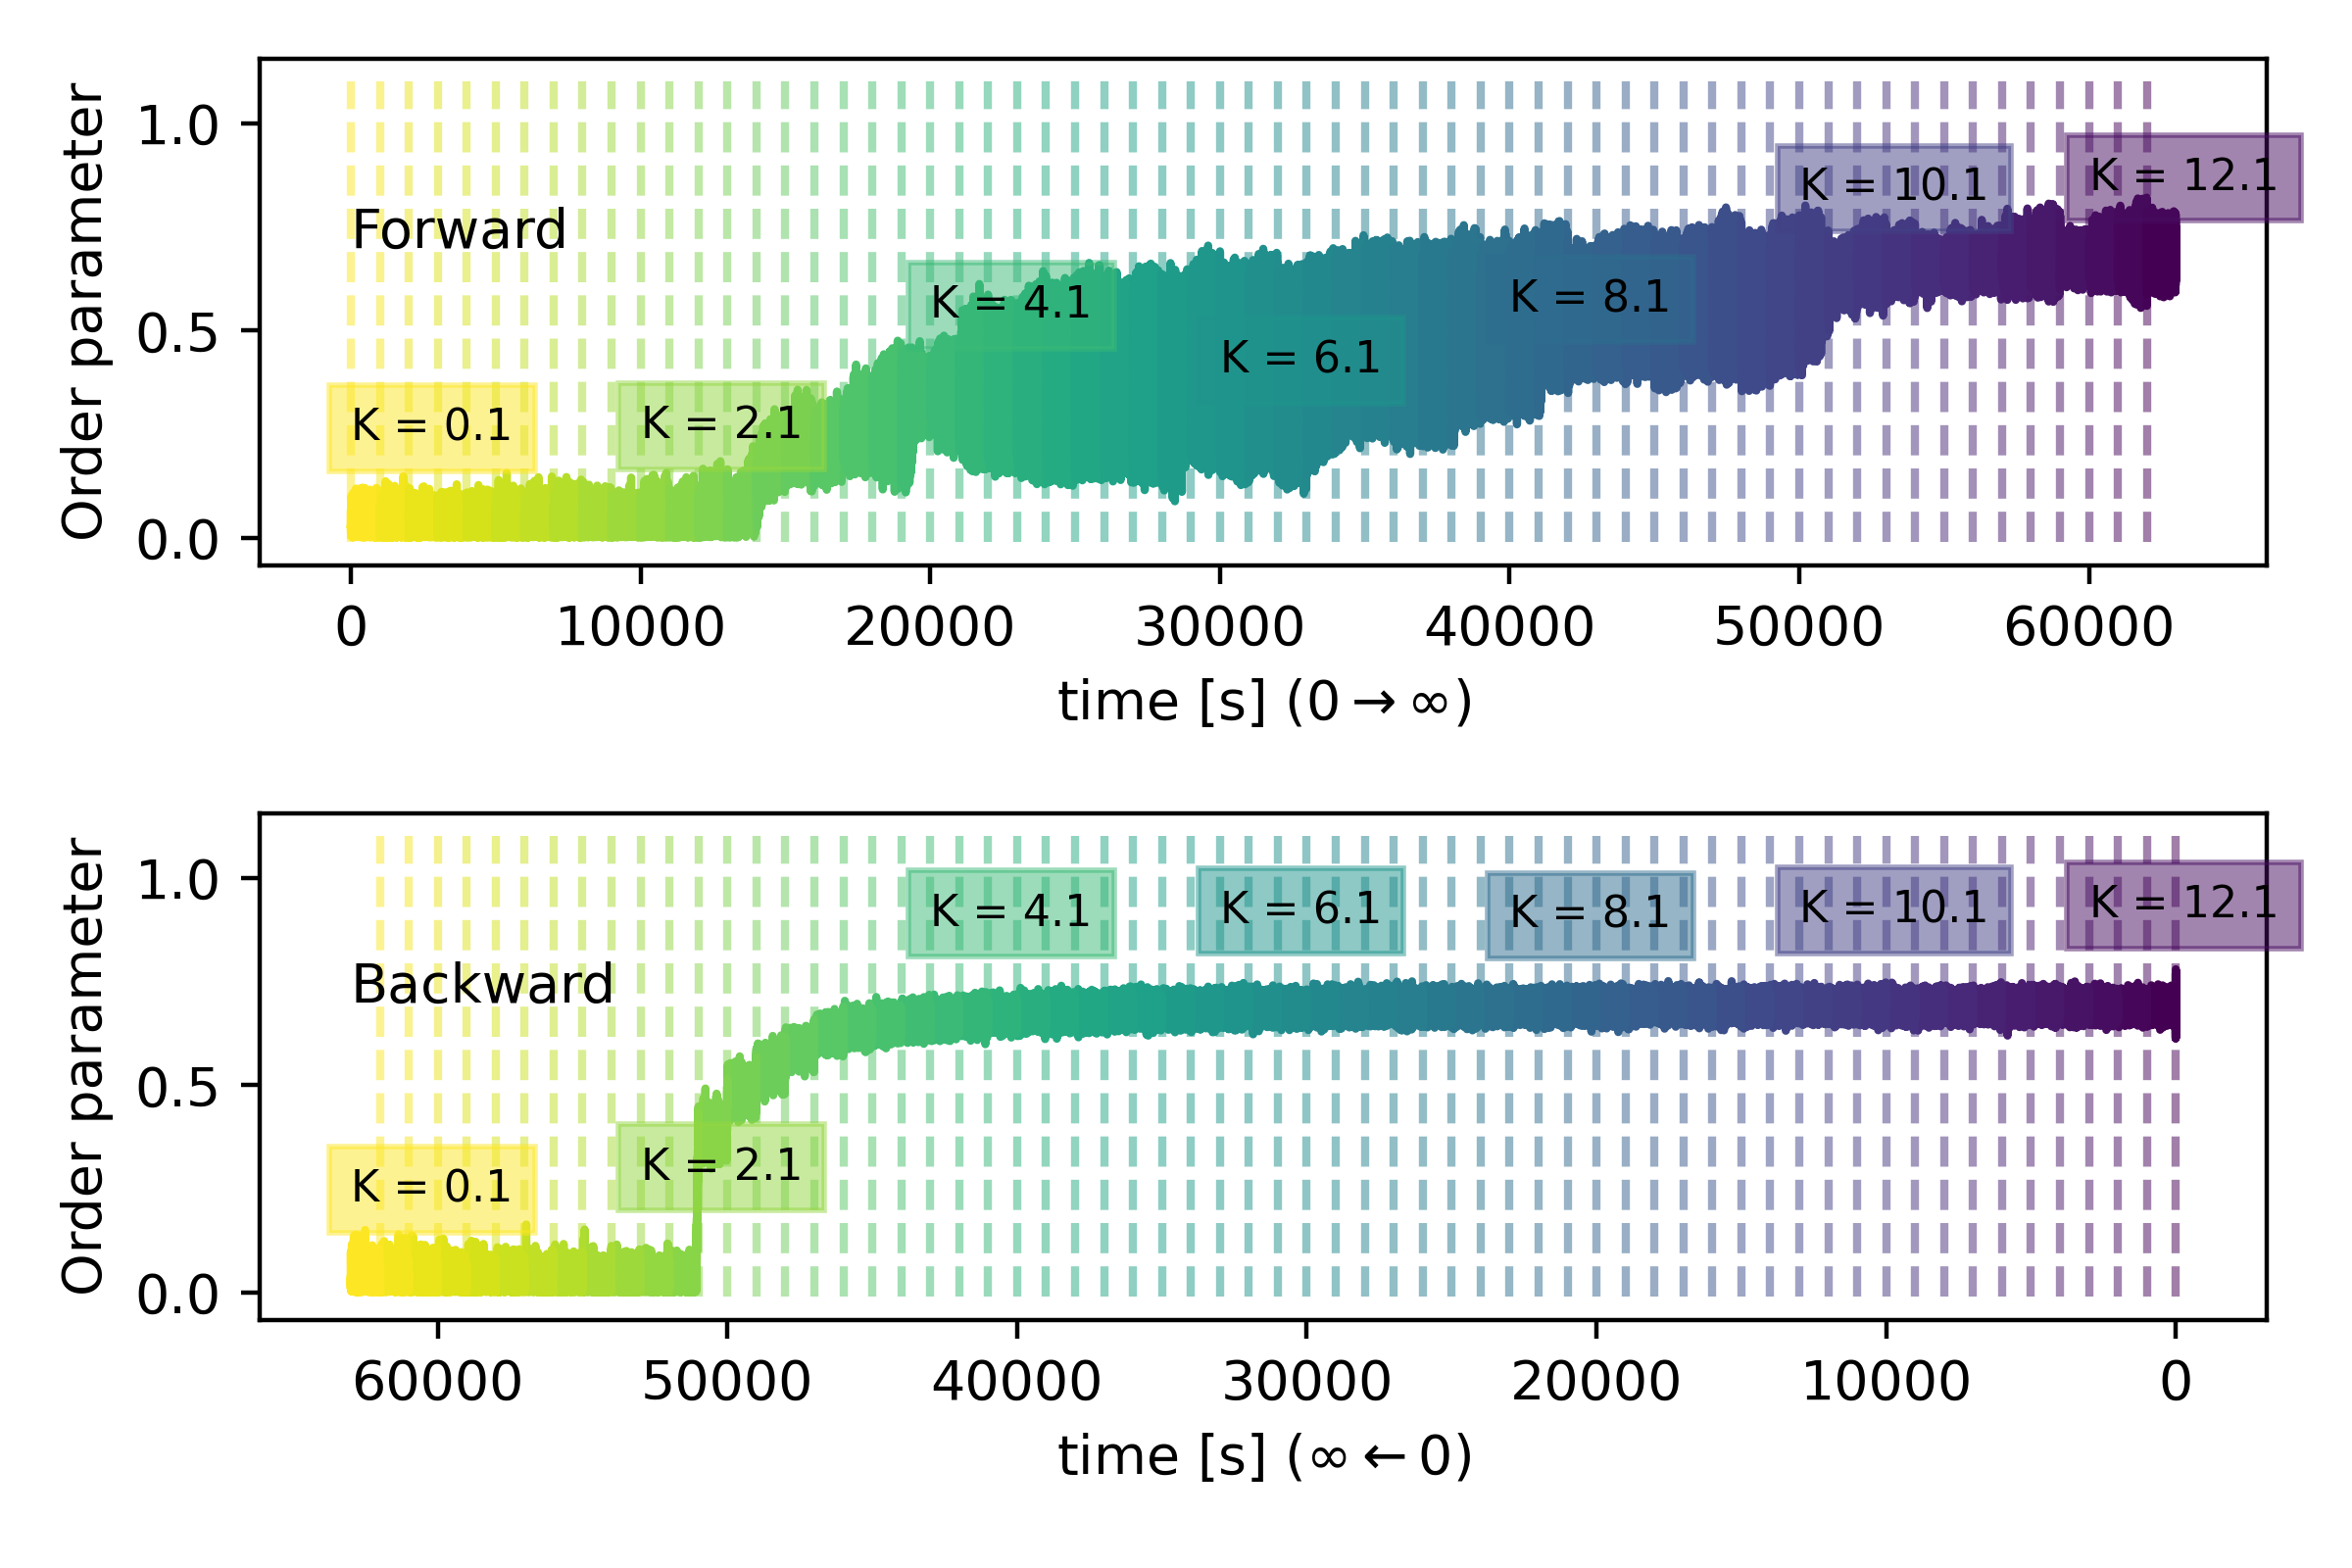 Order parameter
1.0
0.5
0.0
Forward
K = 0.1
K = 2.1
K = 4.1
K = 6.1
K = 8.1
K = 10.1
K = 12.1
0 10000 20000 30000 40000 50000 60000
time [s] (0 → ∞)
Order parameter
1.0
0.5
0.0
Backward
K = 0.1
K = 2.1
K = 4.1
K = 6.1
K = 8.1
K = 10.1
K = 12.1
60000 50000 40000 30000 20000 10000 0
time [s] (∞ ← 0)